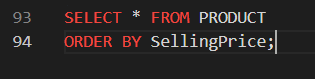 93 SELECT * FROM PRODUCT
94 ORDER BY SellingPrice;